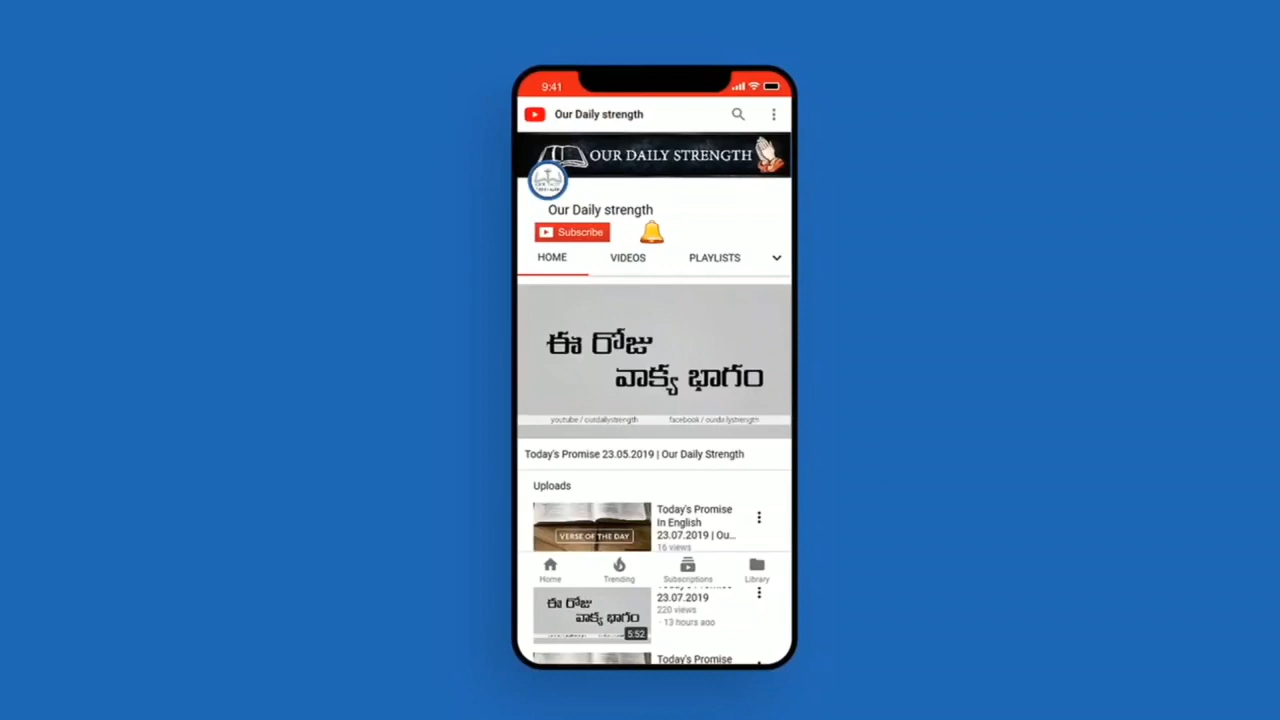 9:41
Our Daily strength
OUR DAILY STRENGTH
Our Daily strength
Subscribe
HOME VIDEOS PLAYLISTS
ఈ రోజు
వాక్య భాగం
youtube / ourdailystrength facebook / ourdailystrength
Today's Promise 23.05.2019 | Our Daily Strength
Uploads
Today's Promise
In English
23.07.2019 | Ou...
16 views
VERSE OF THE DAY
Home Trending Subscriptions Library
Today's Promise
23.07.2019
220 views
· 13 hours ago
ఈ రోజు
వాక్య భాగం
5:52
Today's Promise